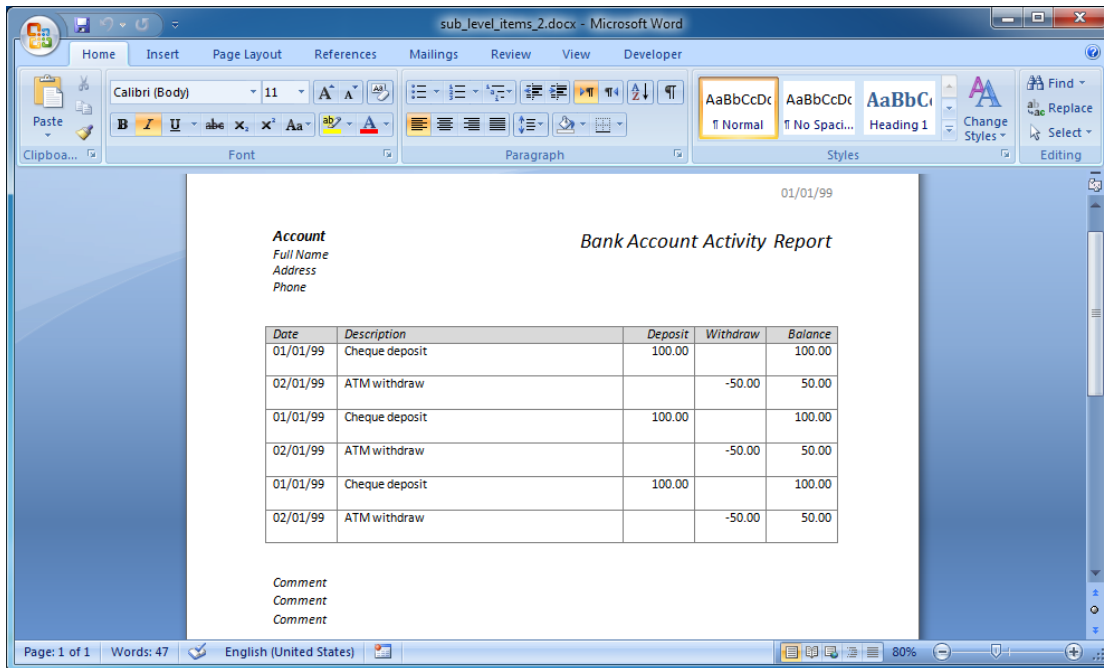 sub_level_items_2.docx - Microsoft Word
Home Insert Page Layout References Mailings Review View Developer
Calibri (Body) 11 A A Aa
B I U abc X₂ X² Aa ab A
Paste
AaBbCcDc AaBbCcDc AaBbC
¶ Normal ¶ No Spaci... Heading 1
Change
Styles
Find
Replace
Select
Clipboa... Font Paragraph Styles Editing
01/01/99
Account
Bank Account Activity Report
Full Name
Address
Phone
Date Description Deposit Withdraw Balance
01/01/99 Cheque deposit 100.00 100.00
02/01/99 ATM withdraw -50.00 50.00
01/01/99 Cheque deposit 100.00 100.00
02/01/99 ATM withdraw -50.00 50.00
01/01/99 Cheque deposit 100.00 100.00
02/01/99 ATM withdraw -50.00 50.00
Comment
Comment
Comment
Page: 1 of 1 Words: 47 English (United States) 80%